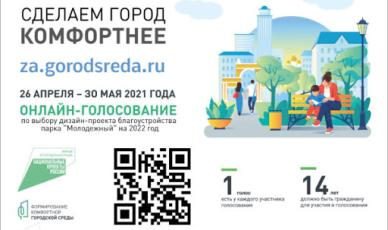 СДЕЛАЕМ ГОРОД
КОМФОРТНЕЕ
za.gorodsreda.ru
26 АПРЕЛЯ – 30 МАЯ 2021 ГОДА
ОНЛАЙН-ГОЛОСОВАНИЕ
по выбору дизайн-проекта благоустройства
парка "Молодежный" на 2022 год
НАЦИОНАЛЬНЫЕ
ПРОЕКТЫ
РОССИИ
ФОРМИРОВАНИЕ
КОМФОРТНОЙ
ГОРОДСКОЙ СРЕДЫ
1 голос
есть у каждого участника
голосования
14 лет
должно быть гражданину
для участия в голосовании